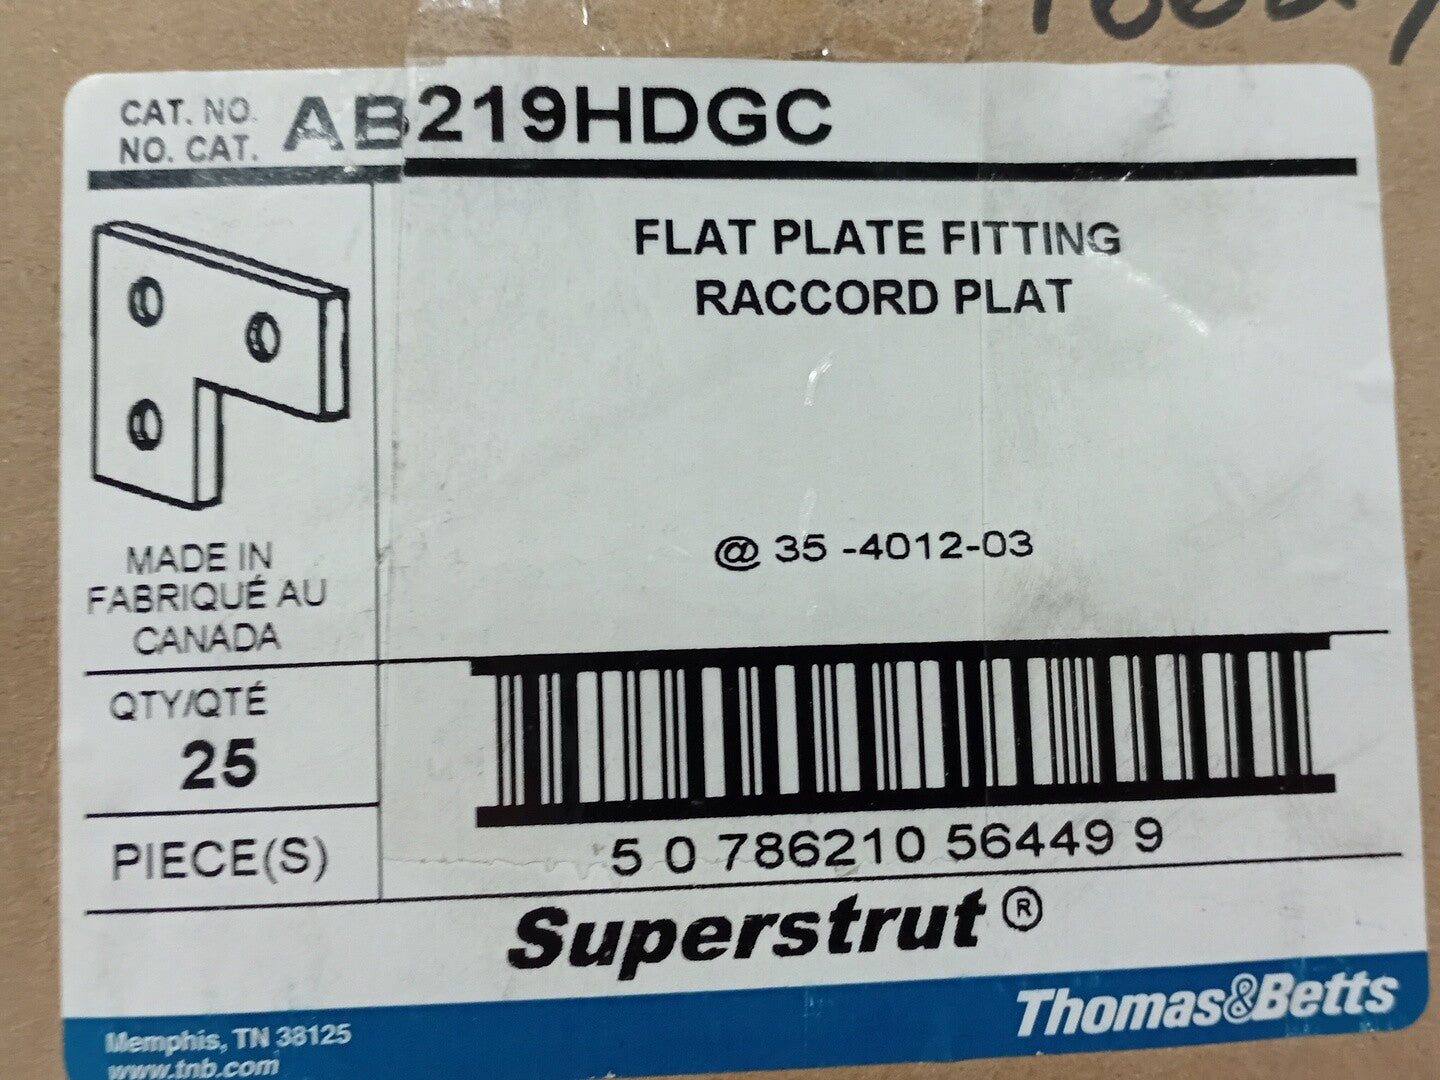 CAT. NO.
NO. CAT.
AB219HDGC
FLAT PLATE FITTING
RACCORD PLAT
@ 35 -4012-03
MADE IN
FABRIQUÉ AU
CANADA
QTY/QTÉ
25
PIECE(S)
5 0 786210 56449 9
Superstrut®
Thomas&Betts
Memphis, TN 38125
www.tnb.com